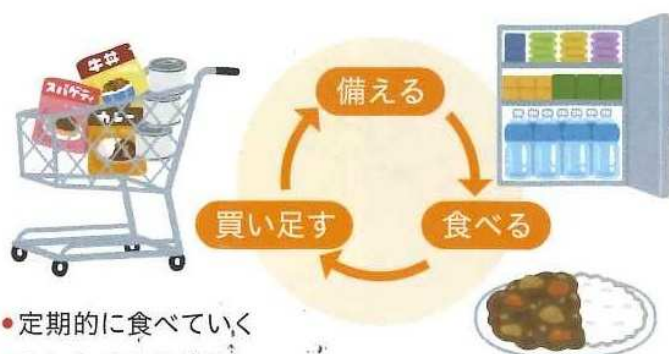 牛丼
スパゲティ
カレー
備える
買い足す
食べる
•定期的に食べていく